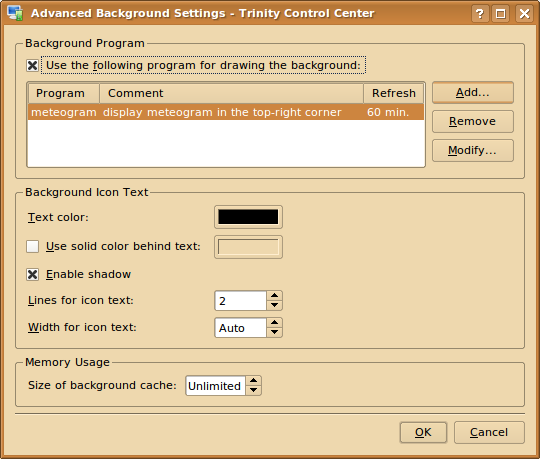 Advanced Background Settings - Trinity Control Center
Background Program
Use the following program for drawing the background:
Program Comment Refresh
meteogram display meteogram in the top-right corner 60 min.
Add...
Remove
Modify...
Background Icon Text
Text color:
Use solid color behind text:
Enable shadow
Lines for icon text: 2
Width for icon text: Auto
Memory Usage
Size of background cache: Unlimited
OK Cancel